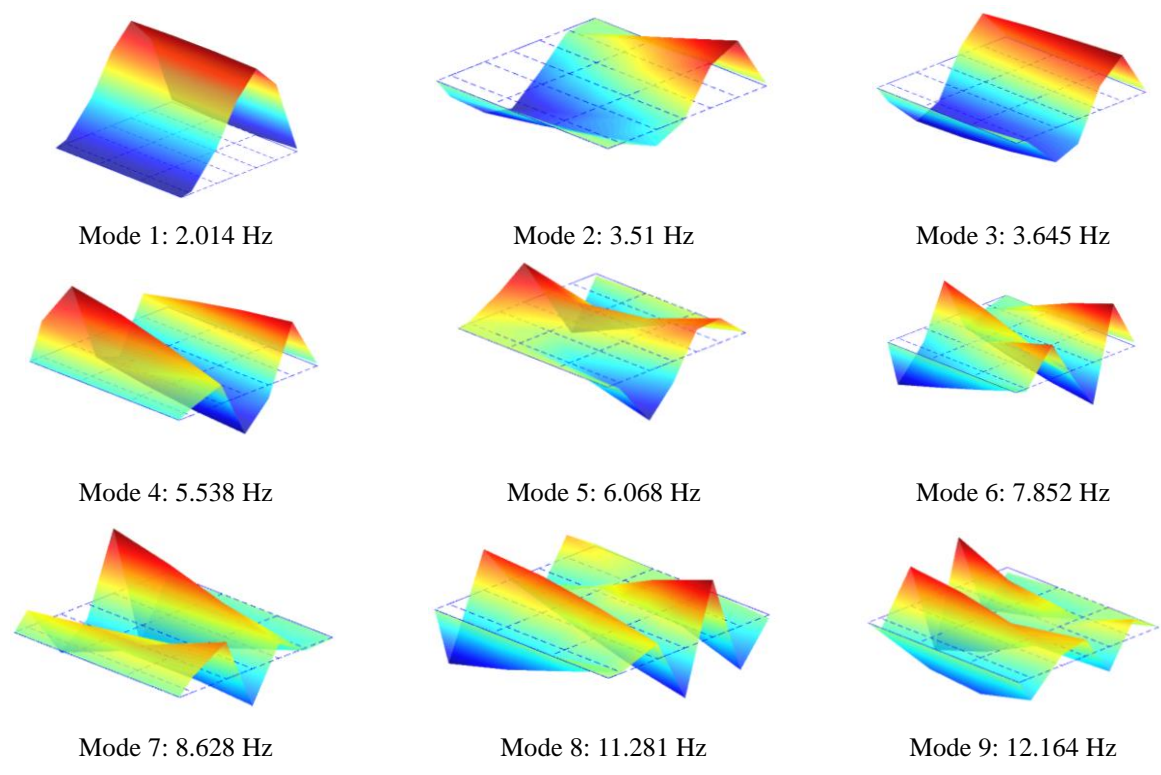 Mode 1: 2.014 Hz
Mode 2: 3.51 Hz
Mode 3: 3.645 Hz
Mode 4: 5.538 Hz
Mode 5: 6.068 Hz
Mode 6: 7.852 Hz
Mode 7: 8.628 Hz
Mode 8: 11.281 Hz
Mode 9: 12.164 Hz